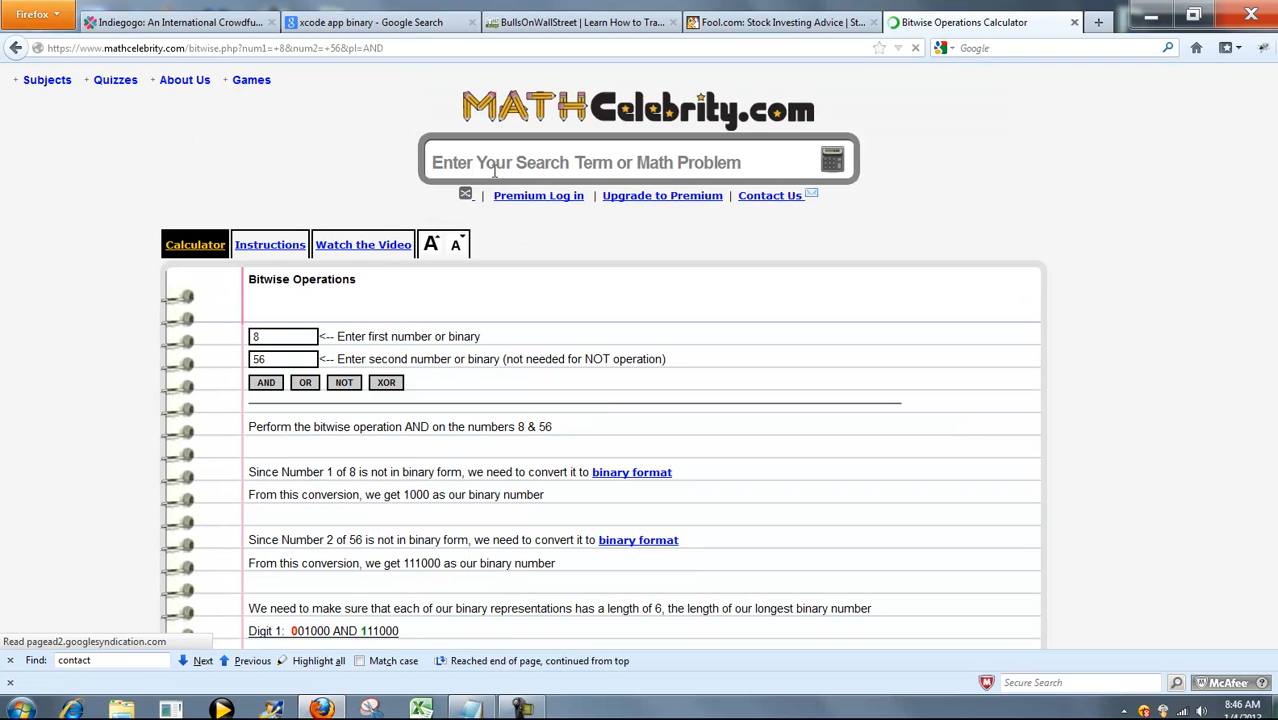 Firefox
Indiegogo: An International Crowdfu... × xcode app binary - Google Search × BullsOnWallStreet | Learn How to Tra... × Fool.com: Stock Investing Advice | St... × Bitwise Operations Calculator × +
https://www.mathcelebrity.com/bitwise.php?num1=+8&num2=+56&pl=AND Google
+ Subjects + Quizzes + About Us + Games
MATHCelebrity.com
Enter Your Search Term or Math Problem
| Premium Log in | Upgrade to Premium | Contact Us
Calculator Instructions Watch the Video A A
Bitwise Operations
8 <-- Enter first number or binary
56 <-- Enter second number or binary (not needed for NOT operation)
AND OR NOT XOR
Perform the bitwise operation AND on the numbers 8 & 56
Since Number 1 of 8 is not in binary form, we need to convert it to binary format
From this conversion, we get 1000 as our binary number
Since Number 2 of 56 is not in binary form, we need to convert it to binary format
From this conversion, we get 111000 as our binary number
We need to make sure that each of our binary representations has a length of 6, the length of our longest binary number
Digit 1: 001000 AND 111000
Read pagead2.googlesyndication.com
× Find: contact Next Previous Highlight all Match case Reached end of page, continued from top
× Secure Search McAfee ?
8:46 AM
1/4/2013